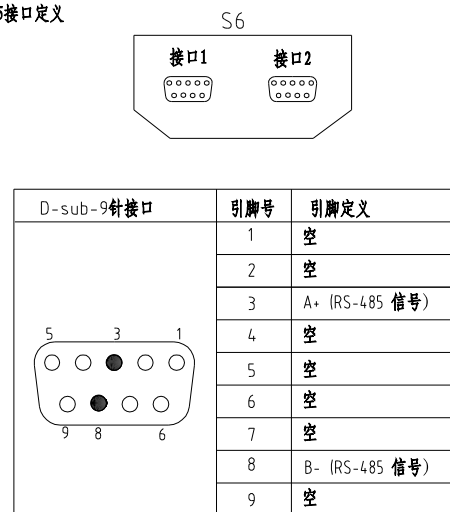 接口定义
S6
接口1 接口2
D-sub-9针接口 引脚号 引脚定义
1 空
2 空
3 A+ (RS-485 信号)
4 空
5 空
6 空
7 空
8 B- (RS-485 信号)
9 空
5 3 1
9 8 6